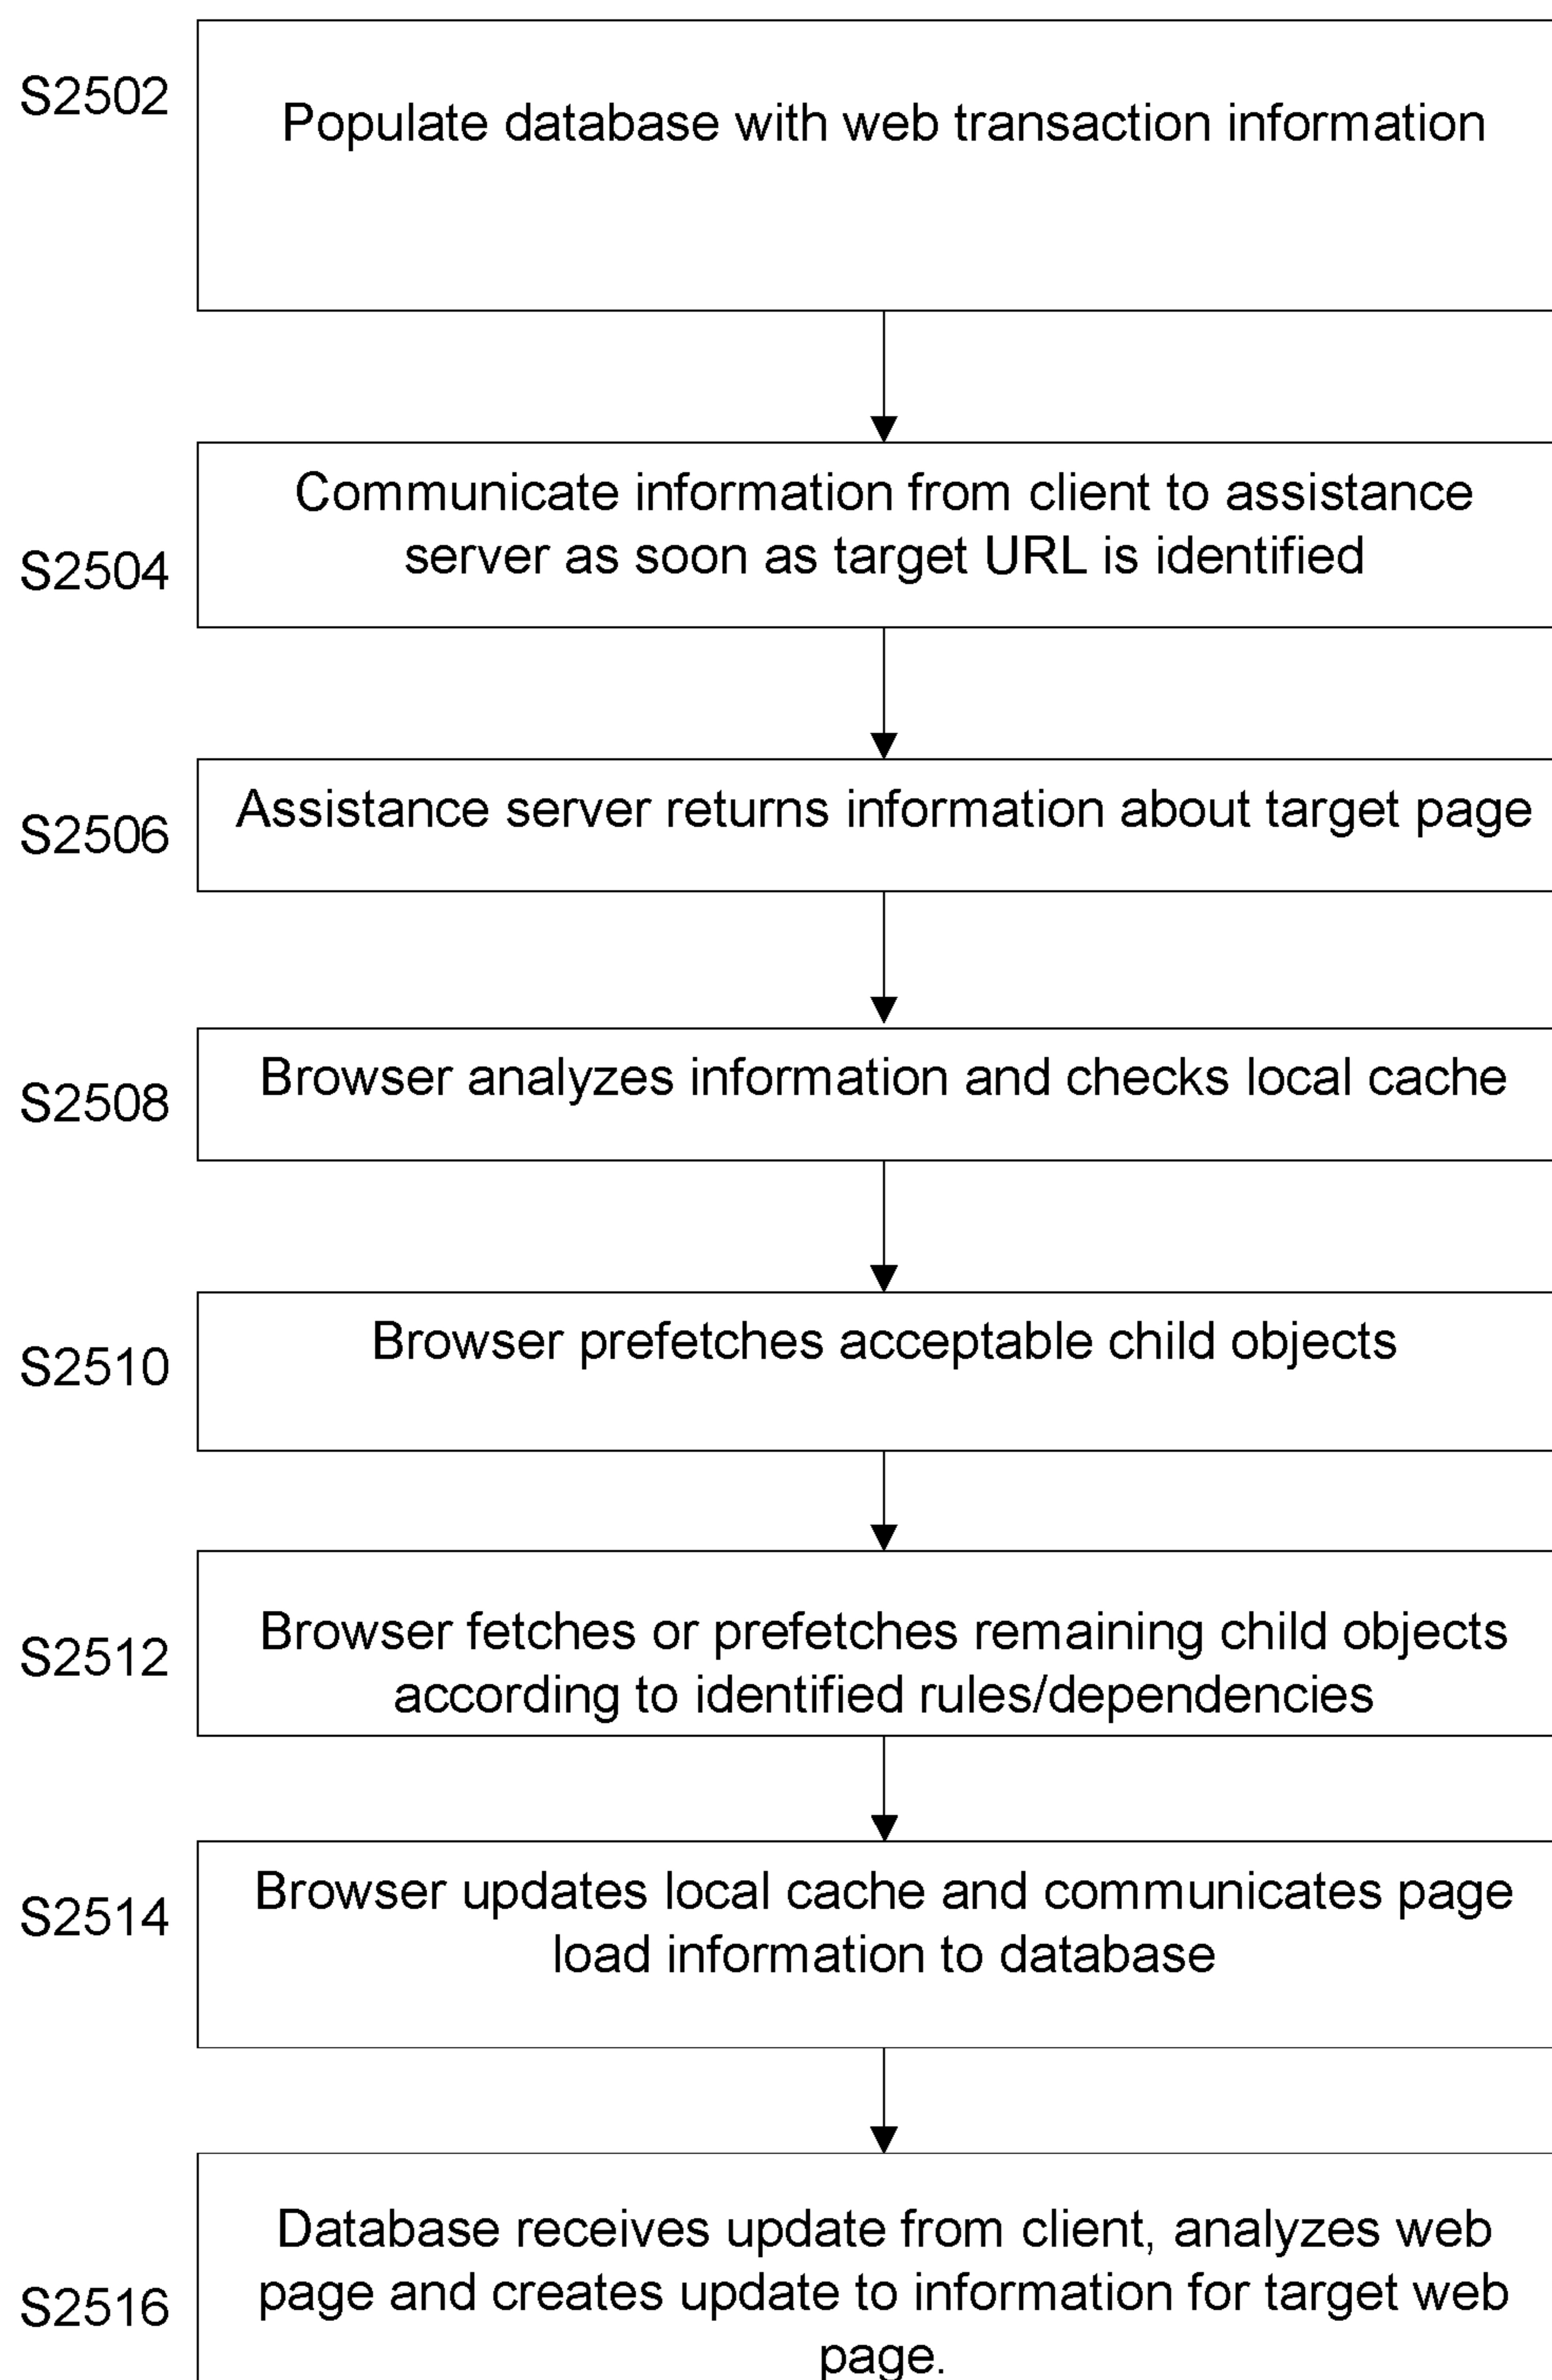 S2502
Populate database with web transaction information
Communicate information from client to assistance
server as soon as target URL is identified
S2504
Assistance server returns information about target page
S2506
Browser analyzes information and checks local cache
S2508
Browser prefetches acceptable child objects
S2510
Browser fetches or prefetches remaining child objects
according to identified rules/dependencies
S2512
Browser updates local cache and communicates page
load information to database
S2514
Database receives update from client, analyzes web
page and creates update to information for target web
page.
S2516